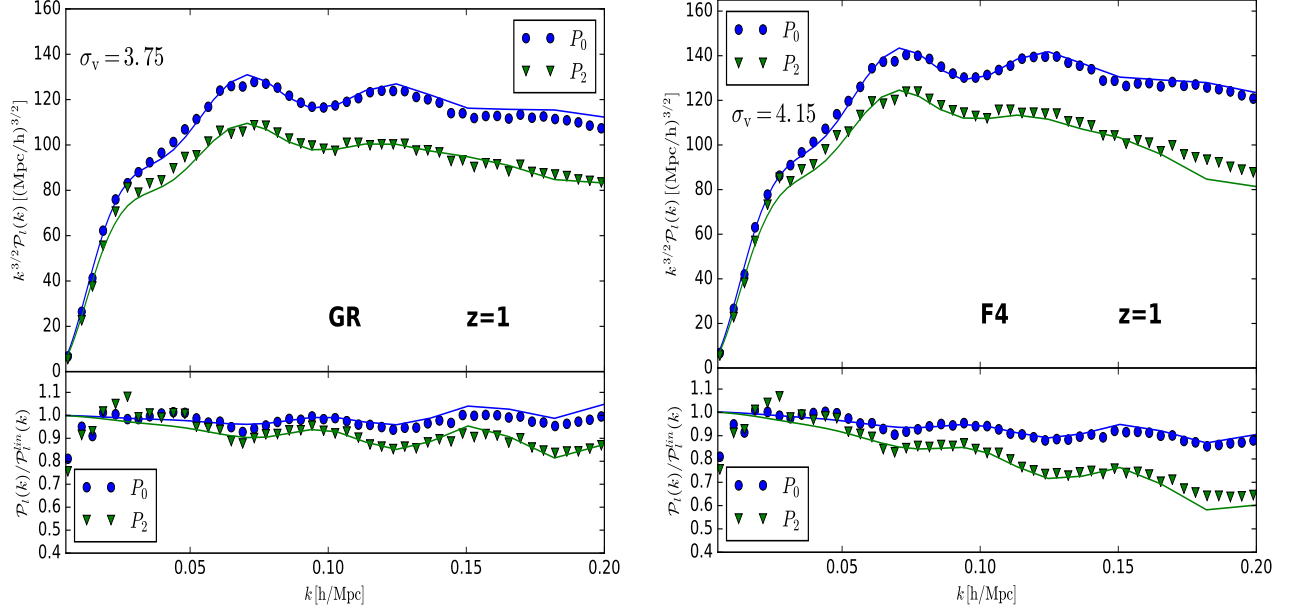 160
140
120
100
80
60
40
20
0
k^{3/2} 𝒫_l(k) [(Mpc/h)^{3/2}]
σ_v = 3.75
P_0
P_2
GR
z=1
1.1
1.0
0.9
0.8
0.7
0.6
0.5
0.4
𝒫_l(k)/𝒫_l^{lin}(k)
P_0
P_2
0.05
0.10
0.15
0.20
k [h/Mpc]
160
140
120
100
80
60
40
20
0
k^{3/2} 𝒫_l(k) [(Mpc/h)^{3/2}]
P_0
P_2
σ_v = 4.15
F4
z=1
1.1
1.0
0.9
0.8
0.7
0.6
0.5
0.4
𝒫_l(k)/𝒫_l^{lin}(k)
P_0
P_2
0.05
0.10
0.15
0.20
k [h/Mpc]